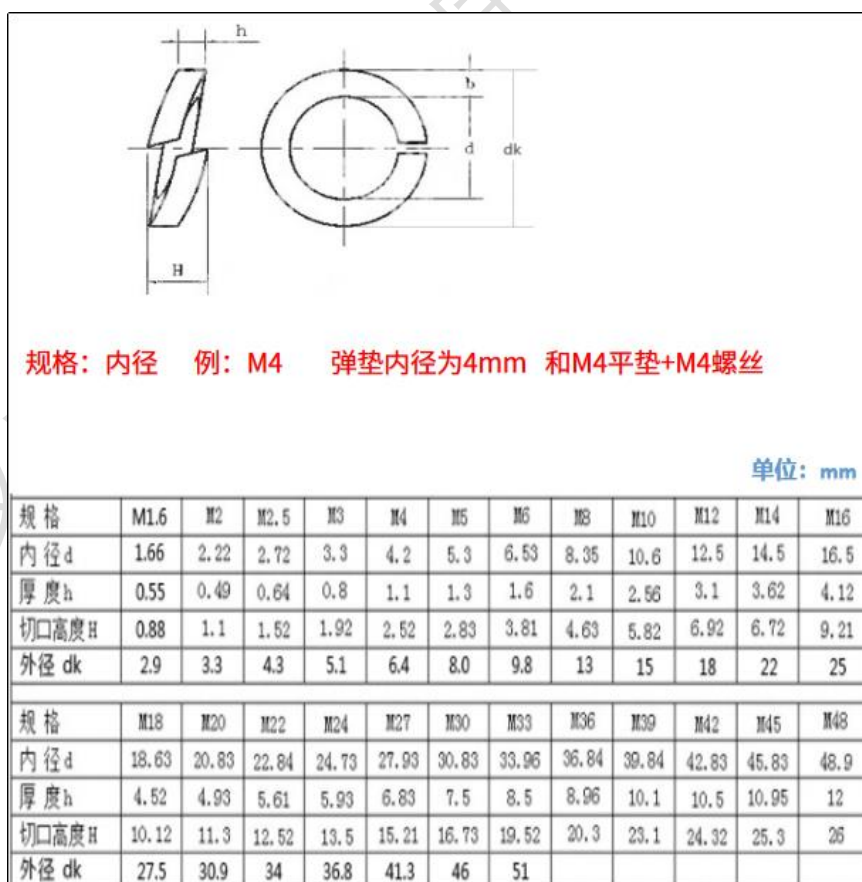 h
b
d
dk
H
规格：内径 例：M4 弹垫内径为4mm 和M4平垫+M4螺丝
单位：mm
规格 M1.6 M2 M2.5 M3 M4 M5 M6 M8 M10 M12 M14 M16
内径d 1.66 2.22 2.72 3.3 4.2 5.3 6.53 8.35 10.6 12.5 14.5 16.5
厚度h 0.55 0.49 0.64 0.8 1.1 1.3 1.6 2.1 2.56 3.1 3.62 4.12
切口高度H 0.88 1.1 1.52 1.92 2.52 2.83 3.81 4.63 5.82 6.92 6.72 9.21
外径 dk 2.9 3.3 4.3 5.1 6.4 8.0 9.8 13 15 18 22 25
规格 M18 M20 M22 M24 M27 M30 M33 M36 M39 M42 M45 M48
内径d 18.63 20.83 22.84 24.73 27.93 30.83 33.96 36.84 39.84 42.83 45.83 48.9
厚度h 4.52 4.93 5.61 5.93 6.83 7.5 8.5 8.96 10.1 10.5 10.95 12
切口高度H 10.12 11.3 12.52 13.5 15.21 16.73 19.52 20.3 23.1 24.32 25.3 26
外径 dk 27.5 30.9 34 36.8 41.3 46 51